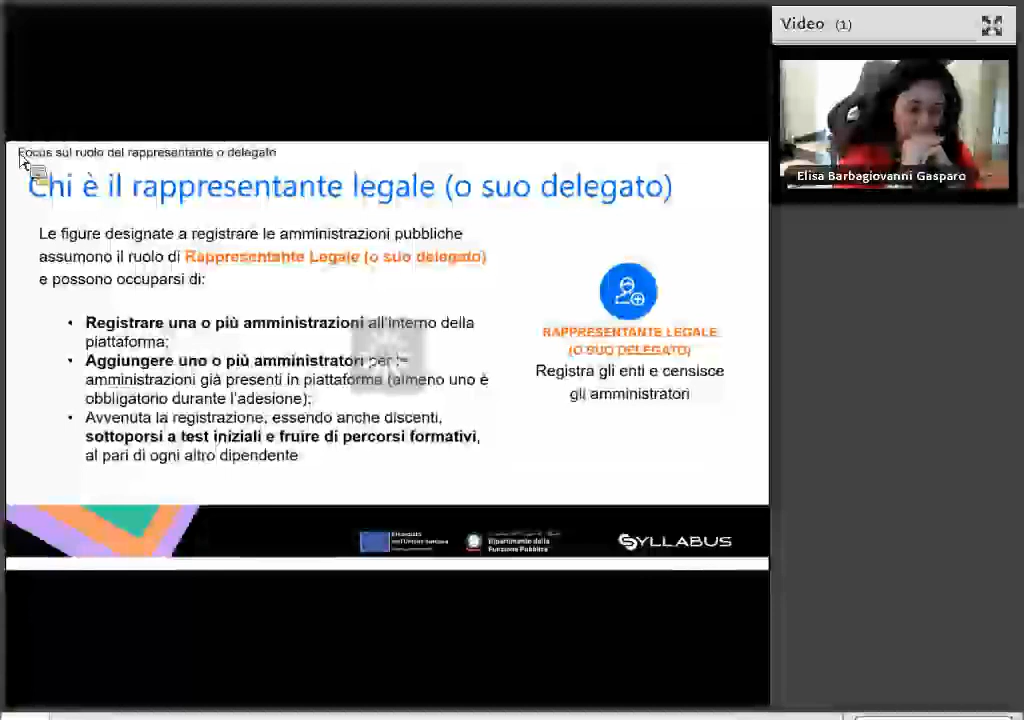 Video (1)
Elisa Barbagiovanni Gasparo
Focus sul ruolo del rappresentante o delegato
Chi è il rappresentante legale (o suo delegato)
Le figure designate a registrare le amministrazioni pubbliche
assumono il ruolo di Rappresentante Legale (o suo delegato)
e possono occuparsi di:
• Registrare una o più amministrazioni all'interno della
piattaforma;
• Aggiungere uno o più amministratori per le
amministrazioni già presenti in piattaforma (almeno uno è
obbligatorio durante l'adesione);
• Avvenuta la registrazione, essendo anche discenti,
sottoporsi a test iniziali e fruire di percorsi formativi,
al pari di ogni altro dipendente
RAPPRESENTANTE LEGALE
(O SUO DELEGATO)
Registra gli enti e censisce
gli amministratori
Finanziato
dall'Unione europea
Dipartimento della
Funzione Pubblica
SYLLABUS